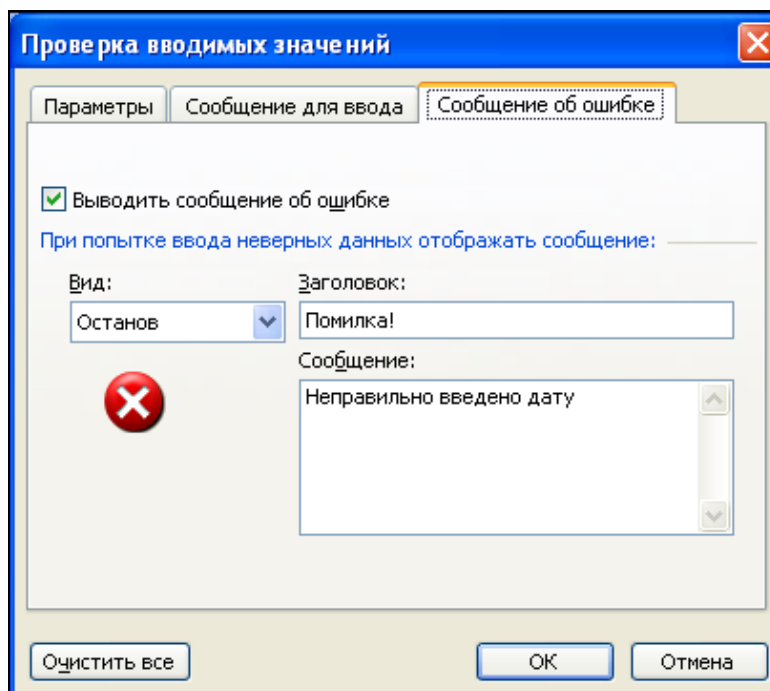 Проверка вводимых значений
Параметры
Сообщение для ввода
Сообщение об ошибке
Выводить сообщение об ошибке
При попытке ввода неверных данных отображать сообщение:
Вид:
Заголовок:
Останов
Помилка!
Сообщение:
Неправильно введено дату
Очистить все
ОК
Отмена